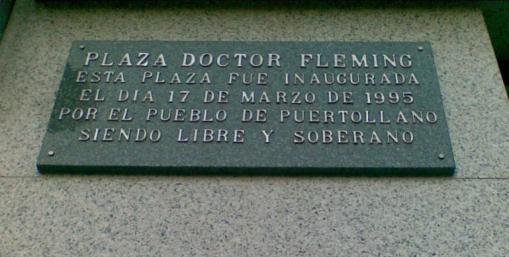 PLAZA DOCTOR FLEMING
ESTA PLAZA FUE INAUGURADA
EL DIA 17 DE MARZO DE 1995
POR EL PUEBLO DE PUERTOLLANO
SIENDO LIBRE Y SOBERANO